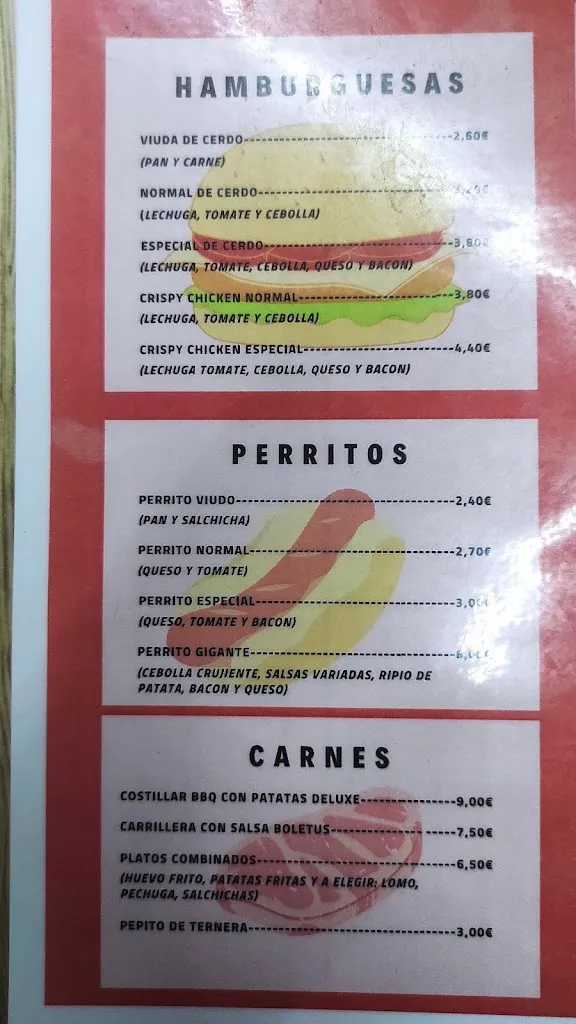 HAMBURGUESAS
VIUDA DE CERDO----------2,60€
(PAN Y CARNE)
NORMAL DE CERDO----------
(LECHUGA, TOMATE Y CEBOLLA)
ESPECIAL DE CERDO----------3,80€
(LECHUGA, TOMATE, CEBOLLA, QUESO Y BACON)
CRISPY CHICKEN NORMAL----------3,80€
(LECHUGA, TOMATE Y CEBOLLA)
CRISPY CHICKEN ESPECIAL----------4,40€
(LECHUGA TOMATE, CEBOLLA, QUESO Y BACON)
PERRITOS
PERRITO VIUDO----------2,40€
(PAN Y SALCHICHA)
PERRITO NORMAL----------2,70€
(QUESO Y TOMATE)
PERRITO ESPECIAL----------3,00€
(QUESO, TOMATE Y BACON)
PERRITO GIGANTE----------
(CEBOLLA CRUJIENTE, SALSAS VARIADAS, RIPIO DE
PATATA, BACON Y QUESO)
CARNES
COSTILLAR BBQ CON PATATAS DELUXE----------9,00€
CARRILLERA CON SALSA BOLETUS----------7,50€
PLATOS COMBINADOS----------6,50€
(HUEVO FRITO, PATATAS FRITAS Y A ELEGIR: LOMO,
PECHUGA, SALCHICHAS)
PEPITO DE TERNERA----------3,00€